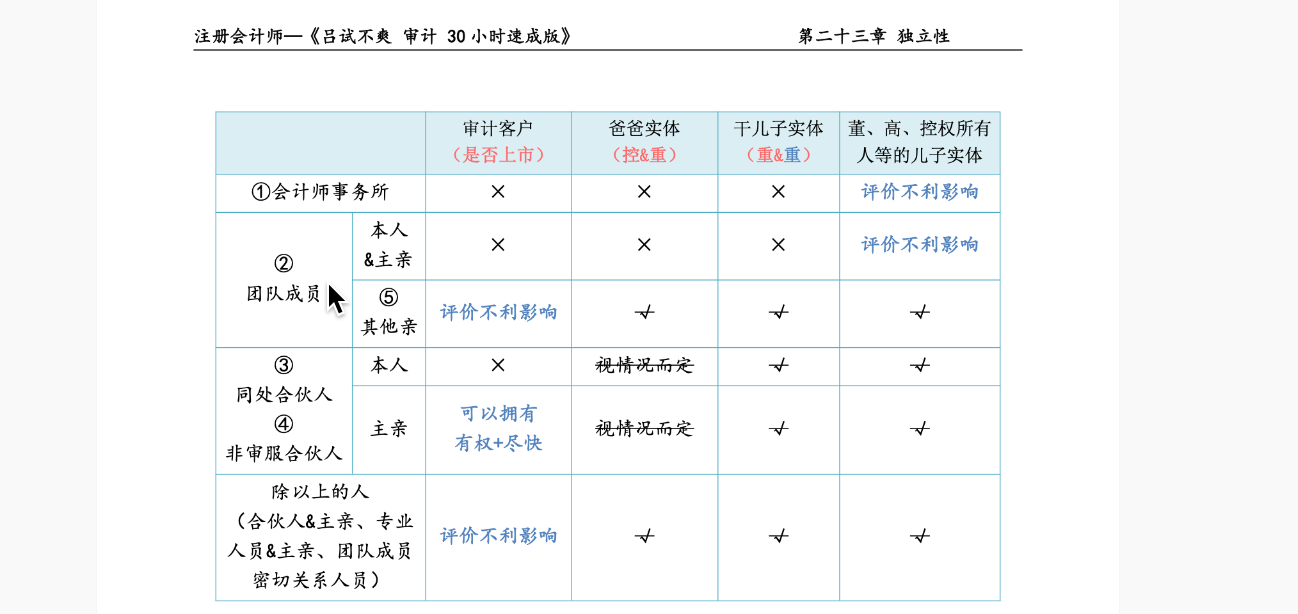 注册会计师—《吕试不爽 审计 30 小时速成版》 第二十三章 独立性
审计客户
（是否上市）
爸爸实体
（控&重）
干儿子实体
（重&重）
董、高、控权所有
人等的儿子实体
①会计师事务所
×
×
×
评价不利影响
②
团队成员
本人
&主亲
×
×
×
评价不利影响
⑤
其他亲
评价不利影响
√
√
√
③
同处合伙人
④
非审服合伙人
本人
×
视情况而定
√
√
主亲
可以拥有
有权+尽快
视情况而定
√
√
除以上的人
（合伙人&主亲、专业
人员&主亲、团队成员
密切关系人员）
评价不利影响
√
√
√